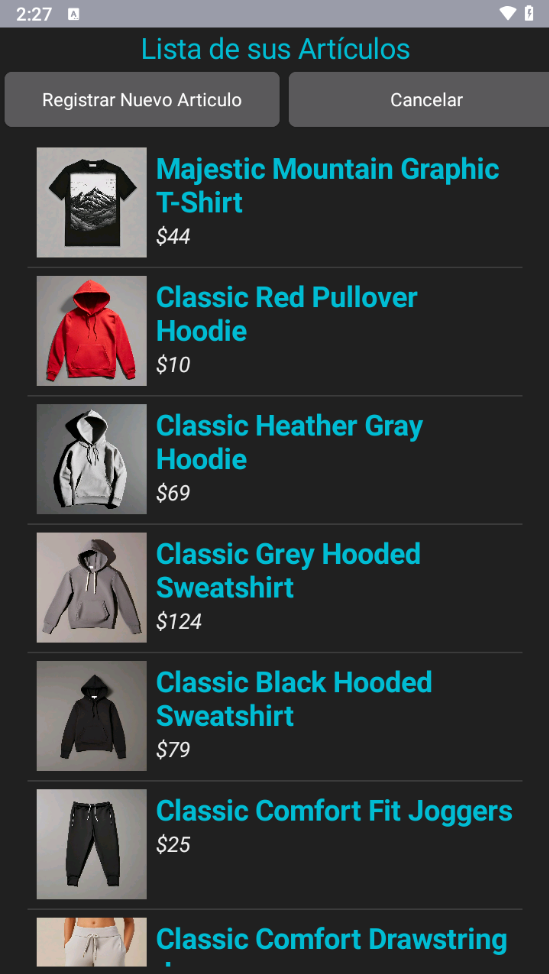 2:27
Lista de sus Artículos
Registrar Nuevo Articulo
Cancelar
Majestic Mountain Graphic
T-Shirt
$44
Classic Red Pullover
Hoodie
$10
Classic Heather Gray
Hoodie
$69
Classic Grey Hooded
Sweatshirt
$124
Classic Black Hooded
Sweatshirt
$79
Classic Comfort Fit Joggers
$25
Classic Comfort Drawstring